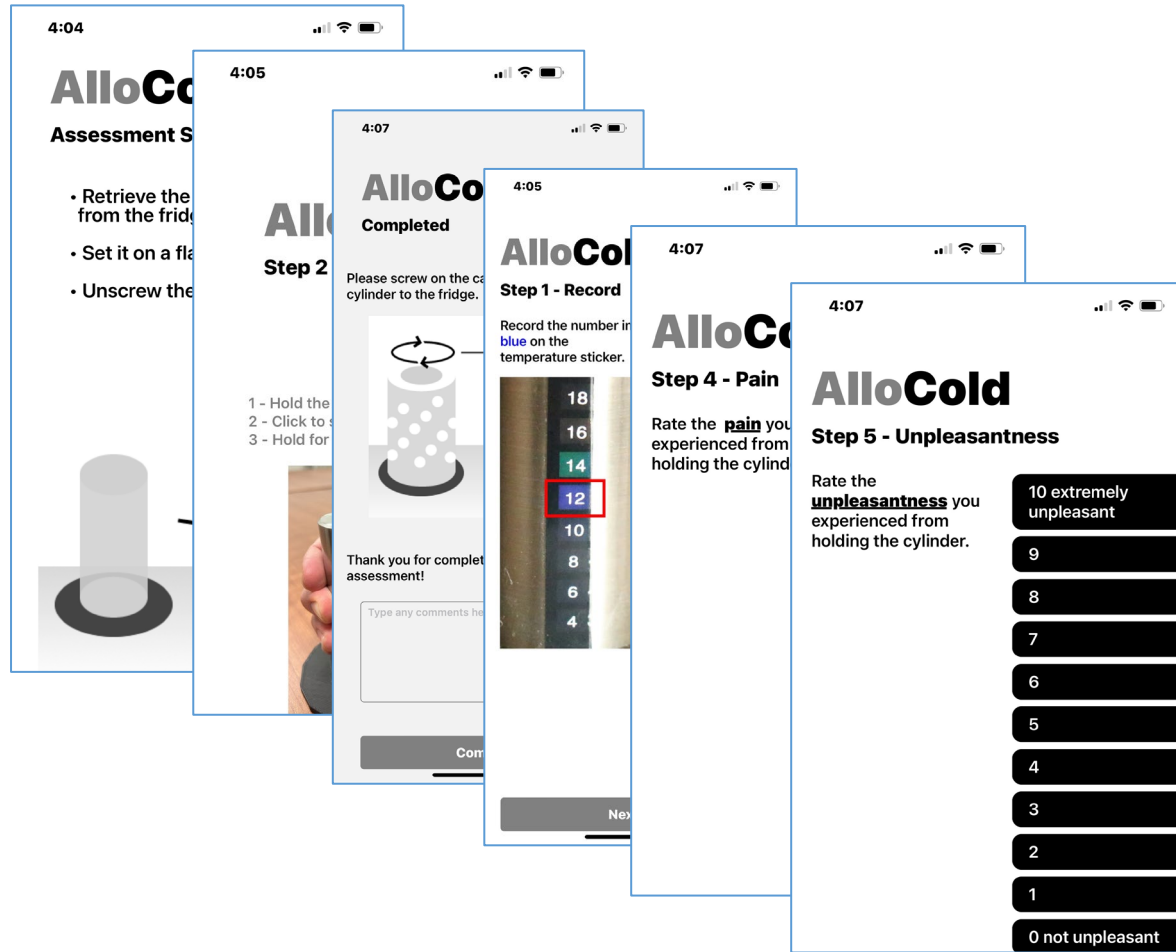 4:04
AlloCo
Assessment S
• Retrieve the
from the fridg
• Set it on a fla
• Unscrew the
4:05
Allo
Step 2
1 - Hold the
2 - Click to s
3 - Hold for
4:07
AlloCo
Completed
Please screw on the ca
cylinder to the fridge.
Thank you for complet
assessment!
Type any comments he
Com
4:05
AlloCol
Step 1 - Record
Record the number in
blue on the
temperature sticker.
18
16
14
12
10
8
6
4
Nex
4:07
AlloCo
Step 4 - Pain
Rate the pain you
experienced from
holding the cylind
4:07
AlloCold
Step 5 - Unpleasantness
Rate the
unpleasantness you
experienced from
holding the cylinder.
10 extremely
unpleasant
9
8
7
6
5
4
3
2
1
0 not unpleasant